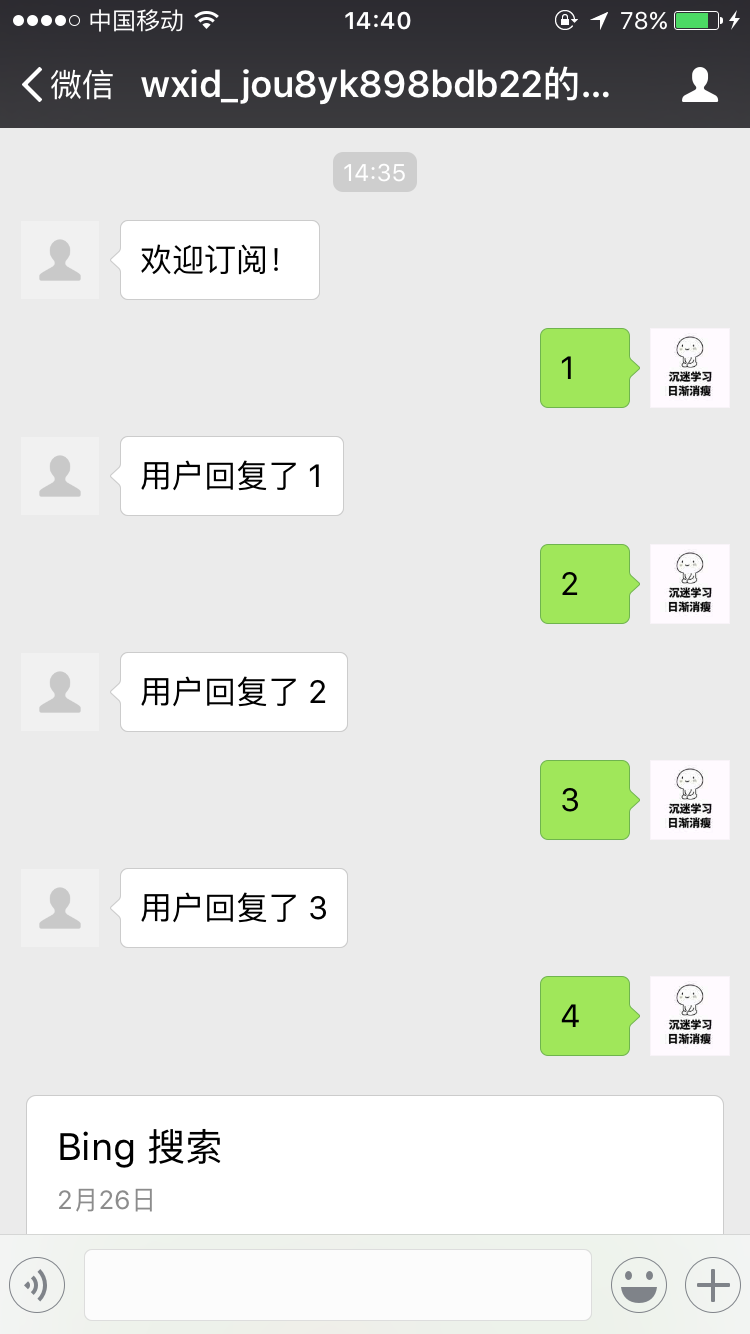 中国移动 14:40 78%
微信 wxid_jou8yk898bdb22的...
14:35
欢迎订阅！
1
沉迷学习
日渐消瘦
用户回复了 1
2
沉迷学习
日渐消瘦
用户回复了 2
3
沉迷学习
日渐消瘦
用户回复了 3
4
沉迷学习
日渐消瘦
Bing 搜索
2月26日